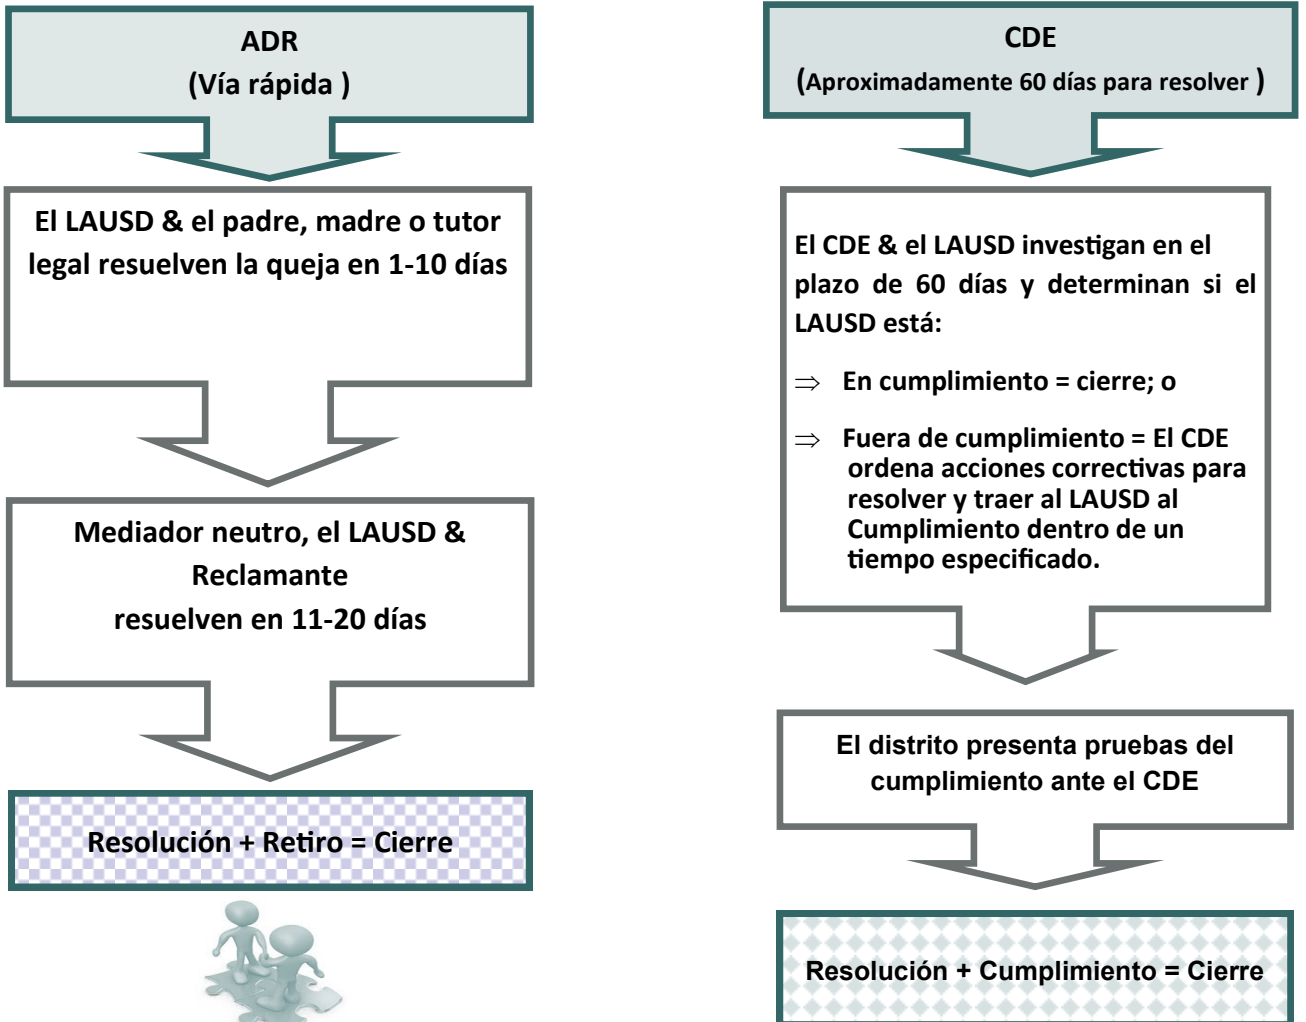 ADR
(Vía rápida )
El LAUSD & el padre, madre o tutor
legal resuelven la queja en 1-10 días
Mediador neutro, el LAUSD &
Reclamante
resuelven en 11-20 días
Resolución + Retiro = Cierre
CDE
(Aproximadamente 60 días para resolver )
El CDE & el LAUSD investigan en el
plazo de 60 días y determinan si el
LAUSD está:
⇒ En cumplimiento = cierre; o
⇒ Fuera de cumplimiento = El CDE
ordena acciones correctivas para
resolver y traer al LAUSD al
Cumplimiento dentro de un
tiempo especificado.
El distrito presenta pruebas del
cumplimiento ante el CDE
Resolución + Cumplimiento = Cierre